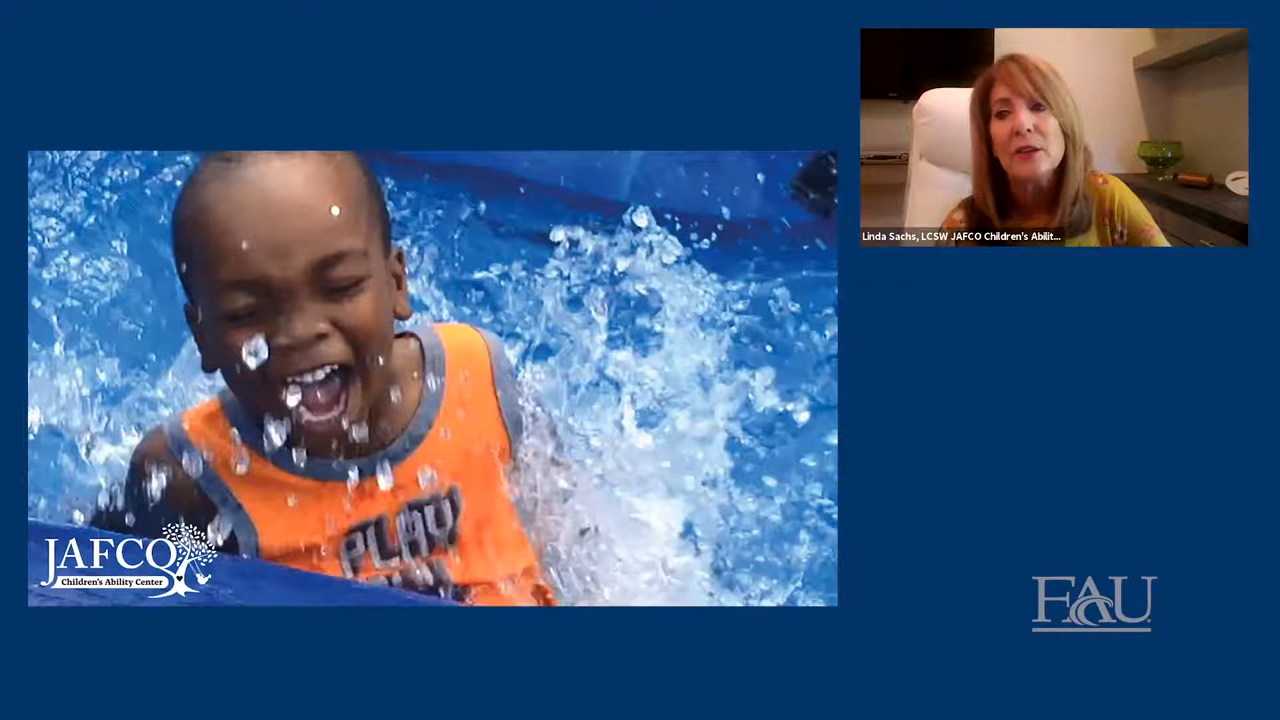 Linda Sachs, LCSW JAFCO Children's Abilit...
PLAY
JAFCO
Children's Ability Center
FAU